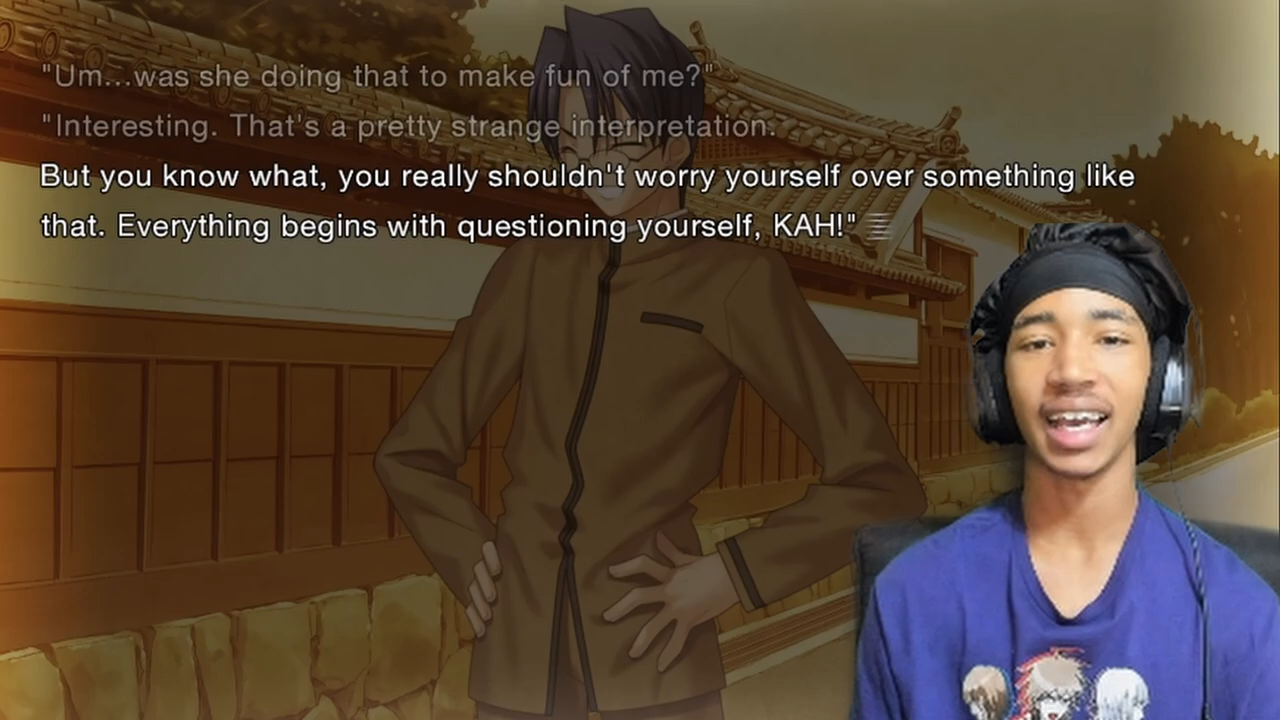 "Um...was she doing that to make fun of me?"
"Interesting. That's a pretty strange interpretation.
But you know what, you really shouldn't worry yourself over something like
that. Everything begins with questioning yourself, KAH!"